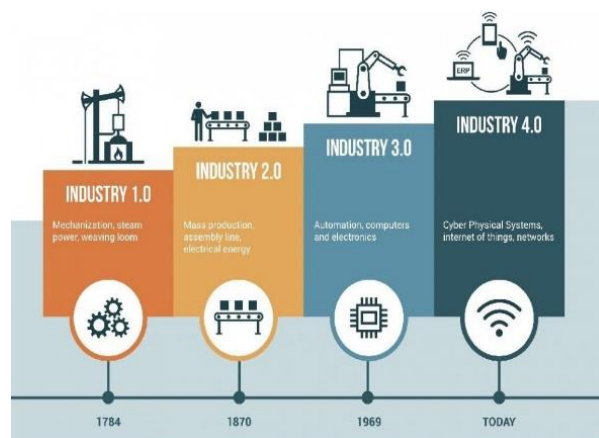 ERP
INDUSTRY 1.0
Mechanization, steam
power, weaving loom
INDUSTRY 2.0
Mass production,
assembly line,
electrical energy
INDUSTRY 3.0
Automation, computers
and electronics
INDUSTRY 4.0
Cyber Physical Systems,
internet of things, networks
1784
1870
1969
TODAY